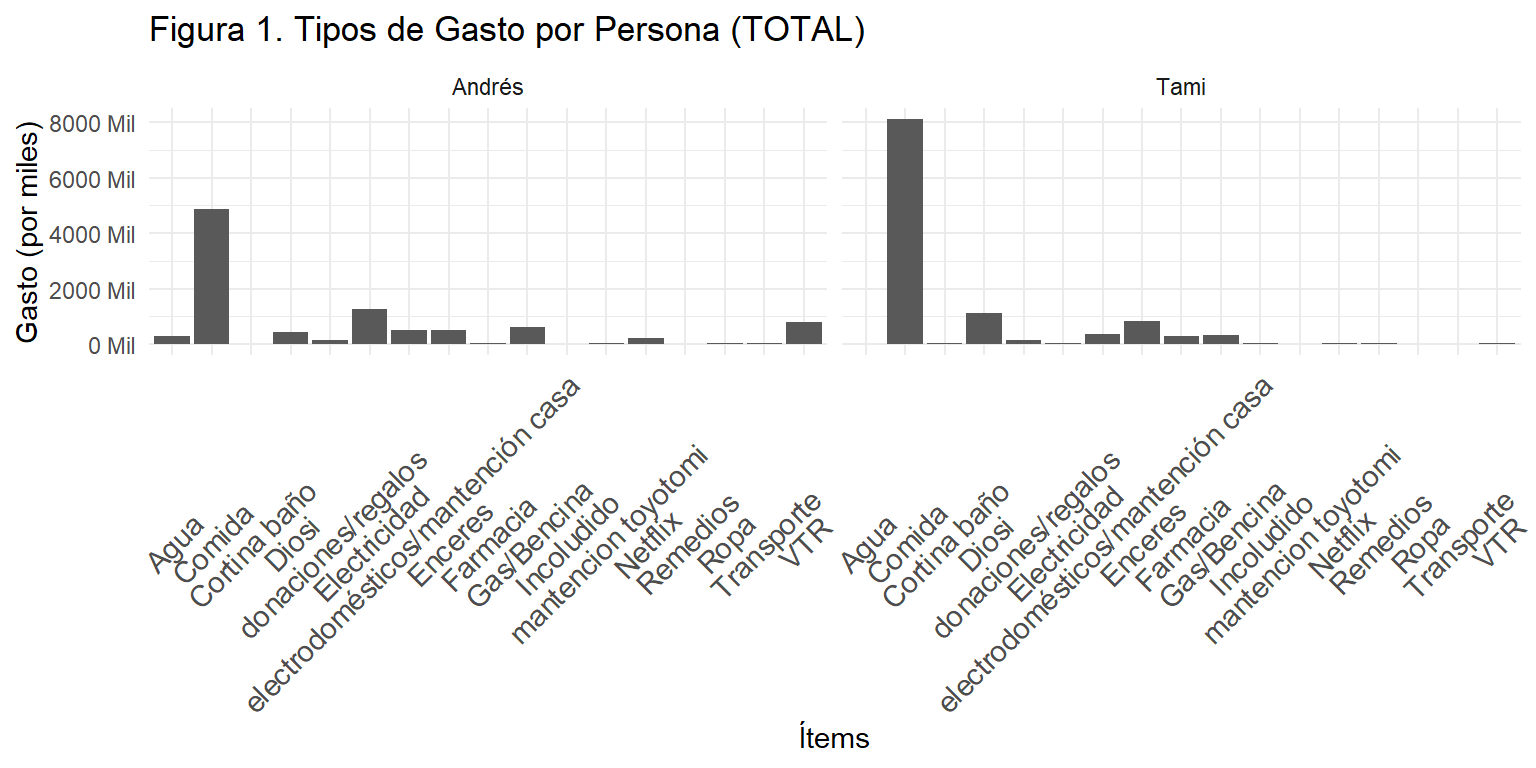 Figura 1. Tipos de Gasto por Persona (TOTAL)
Andrés
Tami
Gasto (por miles)
8000 Mil
6000 Mil
4000 Mil
2000 Mil
0 Mil
Agua
Comida
Cortina baño
Diosi
donaciones/regalos
Electricidad
electrodomésticos/mantención casa
Enceres
Farmacia
Gas/Bencina
Incoludido
mantencion toyotomi
Netflix
Remedios
Ropa
Transporte
VTR
Agua
Comida
Cortina baño
Diosi
donaciones/regalos
Electricidad
electrodomésticos/mantención casa
Enceres
Farmacia
Gas/Bencina
Incoludido
mantencion toyotomi
Netflix
Remedios
Ropa
Transporte
VTR
Ítems